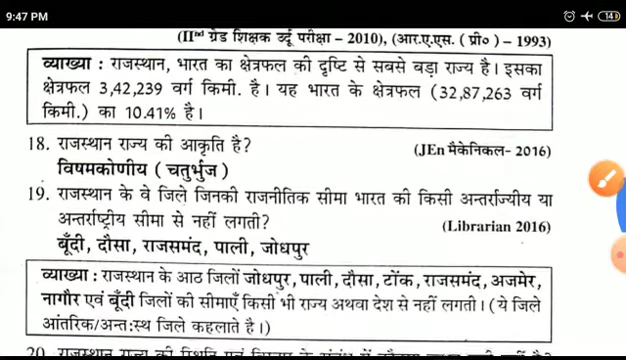 9:47 PM
14
(IIⁿᵈ ग्रेड शिक्षक उर्दू परीक्षा – 2010), (आर.ए.एस. ( प्री० ) – 1993)
व्याख्या : राजस्थान, भारत का क्षेत्रफल की दृष्टि से सबसे बड़ा राज्य है। इसका
क्षेत्रफल 3,42,239 वर्ग किमी. है। यह भारत के क्षेत्रफल (32,87,263 वर्ग
किमी.) का 10.41% है।
18. राजस्थान राज्य की आकृति है? (JEn मैकेनिकल- 2016)
विषमकोणीय ( चतुर्भुज )
19. राजस्थान के वे जिले जिनकी राजनीतिक सीमा भारत की किसी अन्तर्राज्यीय या
अन्तर्राष्ट्रीय सीमा से नहीं लगती? (Librarian 2016)
बूँदी, दौसा, राजसमंद, पाली, जोधपुर
व्याख्या : राजस्थान के आठ जिलों जोधपुर, पाली, दौसा, टोंक, राजसमंद, अजमेर,
नागौर एवं बूँदी जिलों की सीमाएँ किसी भी राज्य अथवा देश से नहीं लगती। ( ये जिले
आंतरिक/अन्त:स्थ जिले कहलाते है।)
20. राजस्थान राज्य की स्थिति एवं विस्तार के संबंध में